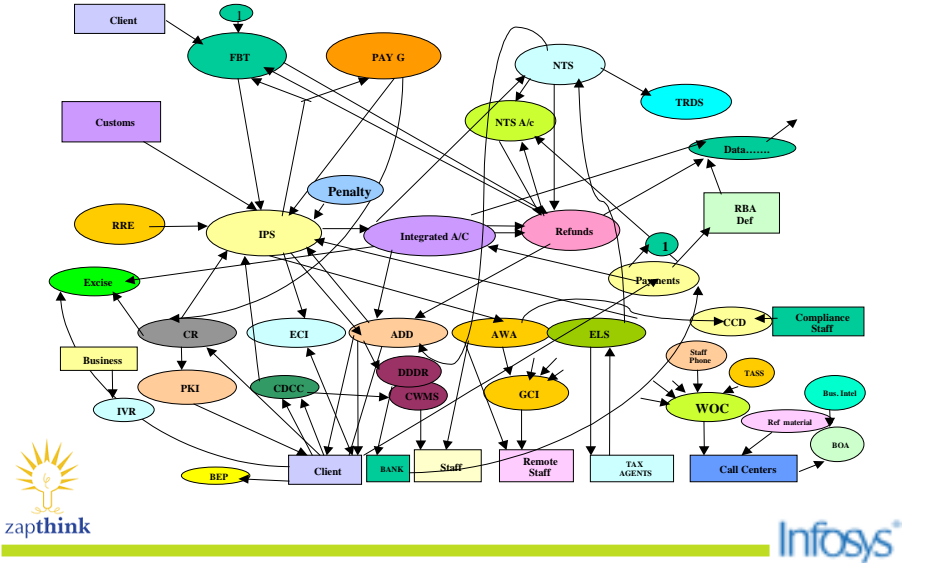 1
Client
FBT
PAY G
NTS
TRDS
Customs
NTS A/c
Data…….
Penalty
RBA
Def
RRE
IPS
Integrated A/C
Refunds
1
Excise
Payments
CR
ECI
ADD
AWA
ELS
CCD
Compliance
Staff
Business
Staff
Phone
DDDR
TASS
PKI
CDCC
CWMS
GCI
Bus. Intel
IVR
WOC
Ref material
BOA
Client
BANK
Staff
Remote
Staff
TAX
AGENTS
Call Centers
BEP
zapthink
Infosys®